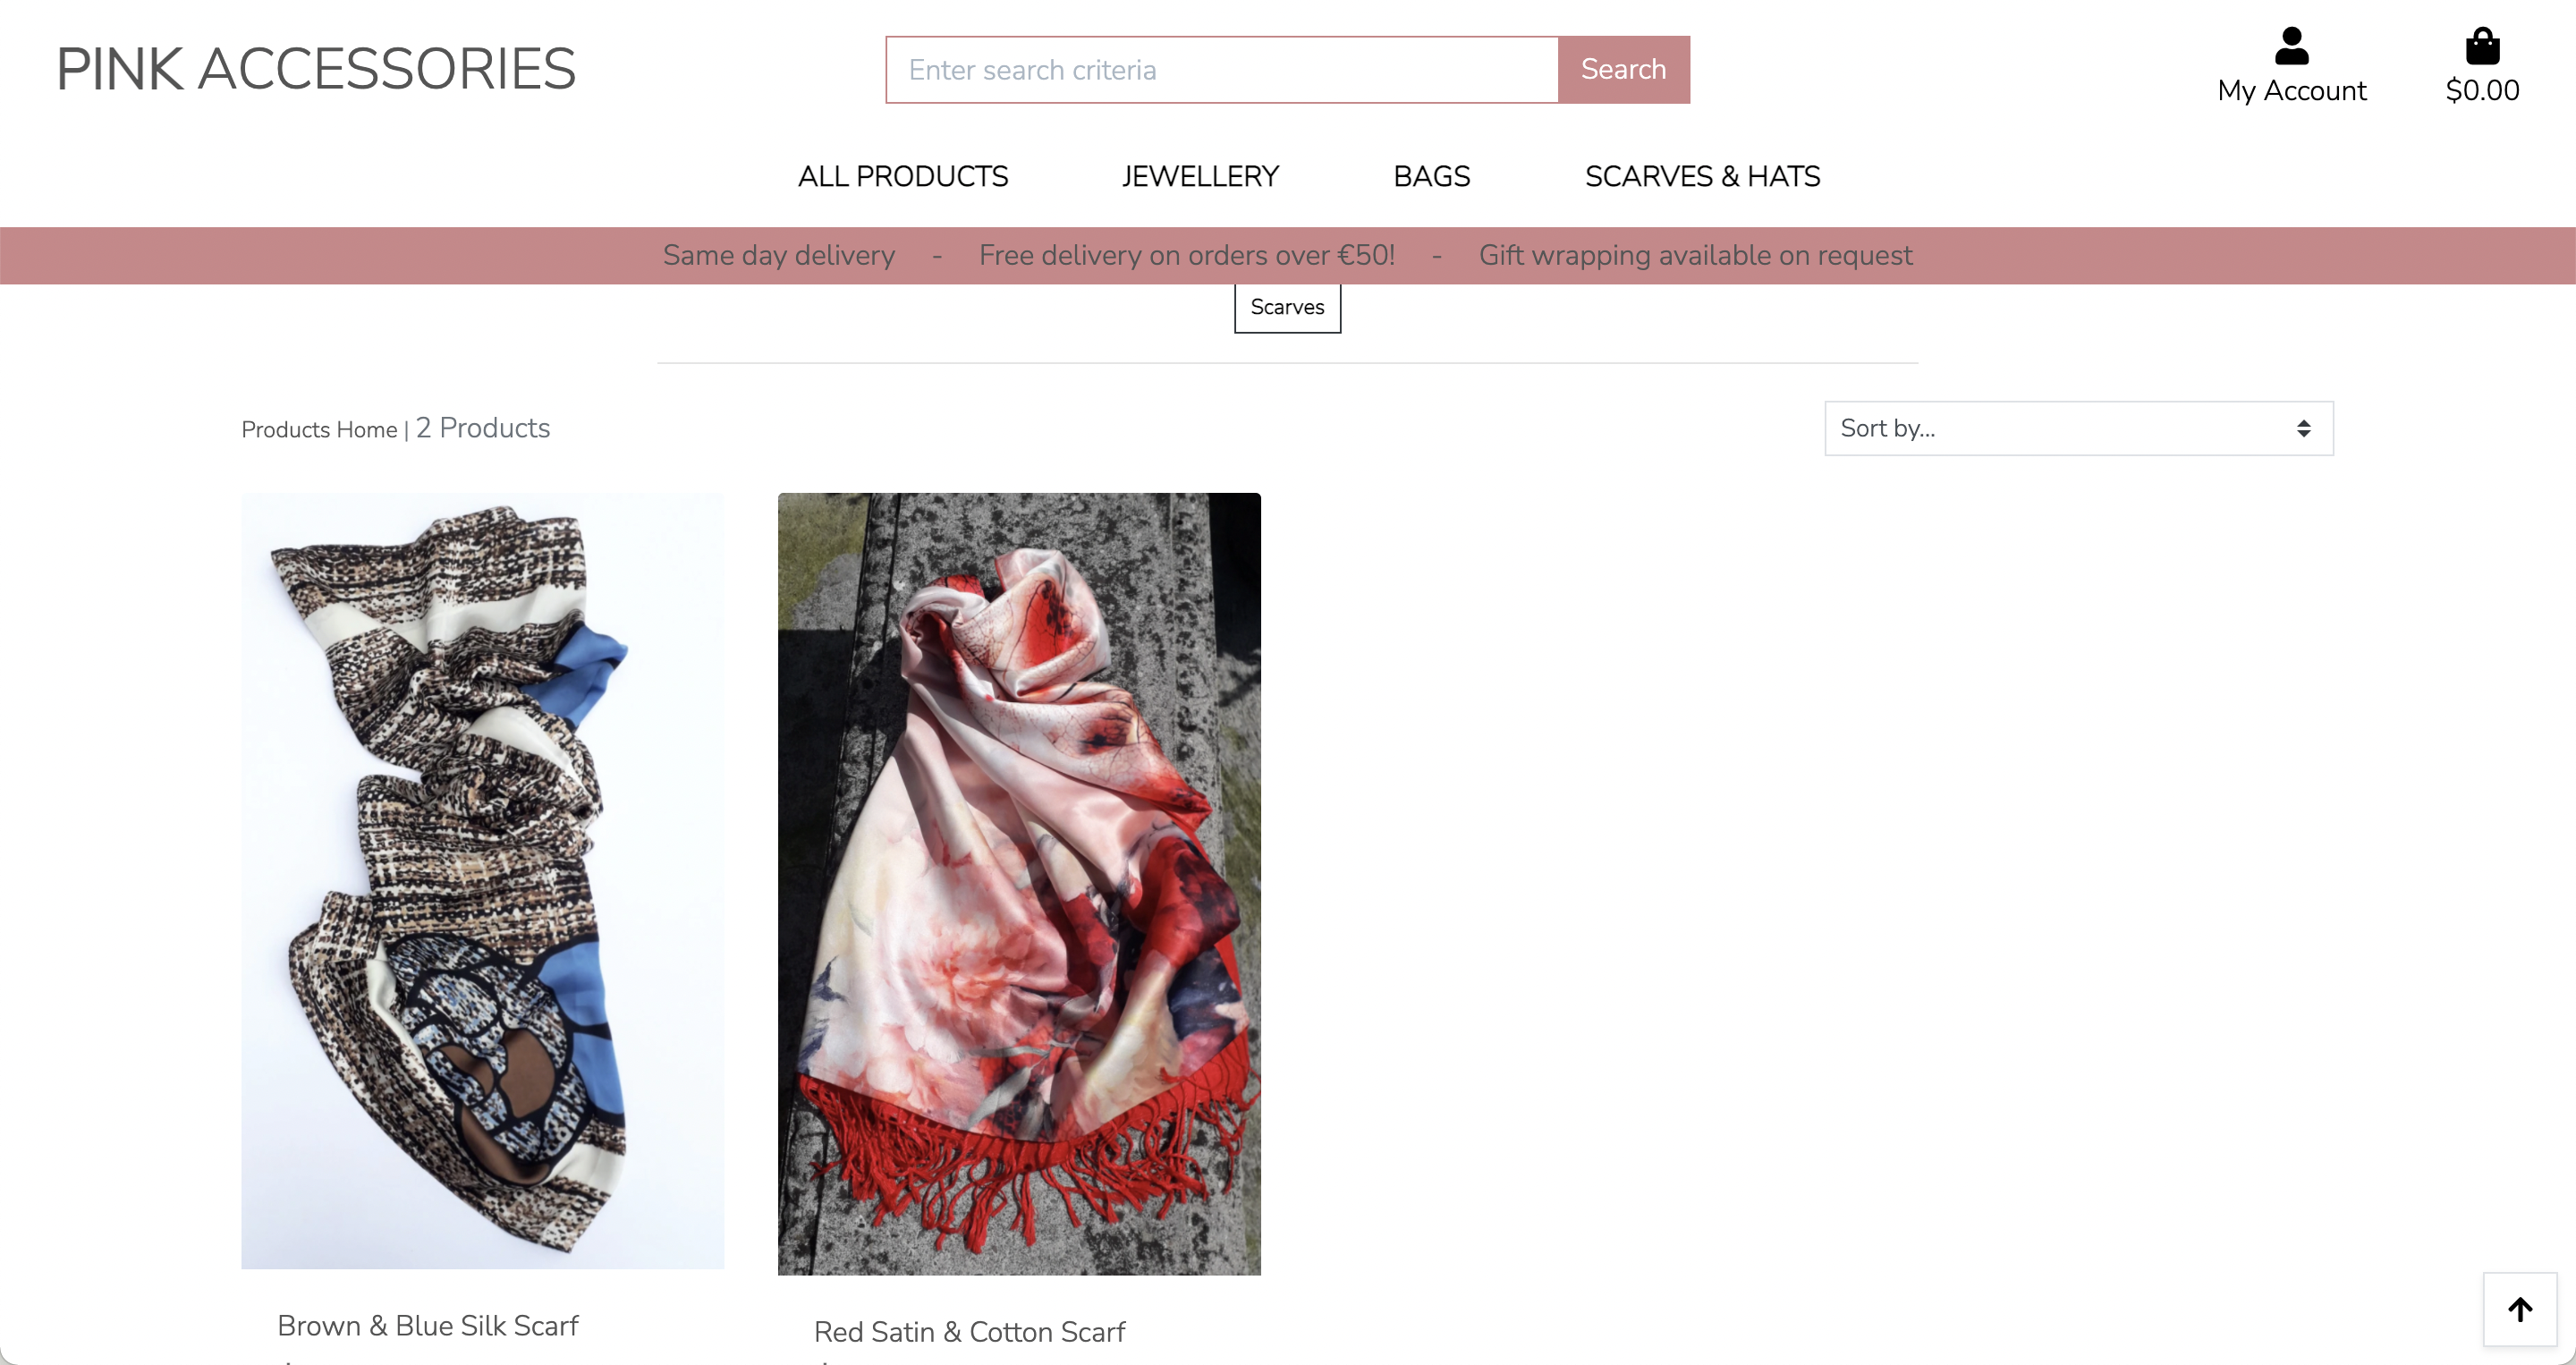 PINK ACCESSORIES
Enter search criteria
Search
My Account
$0.00
ALL PRODUCTS
JEWELLERY
BAGS
SCARVES & HATS
Same day delivery - Free delivery on orders over €50! - Gift wrapping available on request
Scarves
Products Home | 2 Products
Sort by...
Brown & Blue Silk Scarf
Red Satin & Cotton Scarf